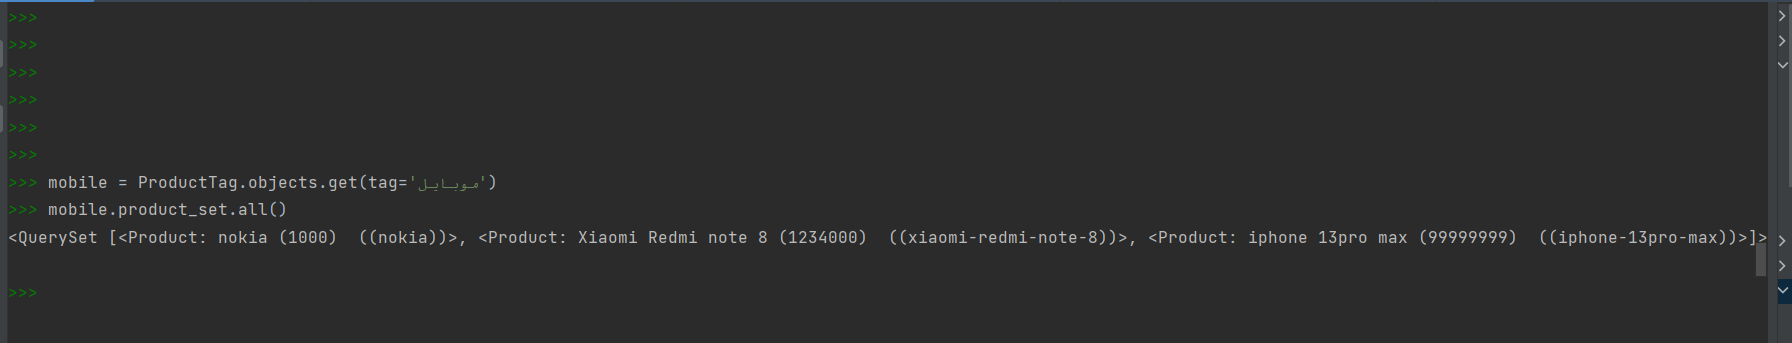 >>>
>>>
>>>
>>>
>>>
>>>
>>> mobile = ProductTag.objects.get(tag='موبایل')
>>> mobile.product_set.all()
<QuerySet [<Product: nokia (1000)  ((nokia))>, <Product: Xiaomi Redmi note 8 (1234000)  ((xiaomi-redmi-note-8))>, <Product: iphone 13pro max (99999999)  ((iphone-13pro-max))>]>
>>>